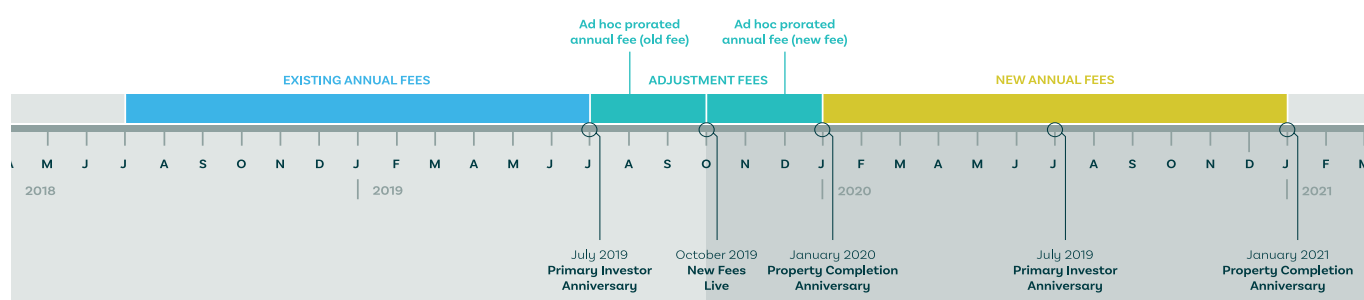 Ad hoc prorated
annual fee (old fee)
Ad hoc prorated
annual fee (new fee)
EXISTING ANNUAL FEES
ADJUSTMENT FEES
NEW ANNUAL FEES
M J J A S O N D J F M A M J J A S O N D J F M A M J J A S O N D J F
2018 2019 2020 2021
July 2019
Primary Investor
Anniversary
October 2019
New Fees
Live
January 2020
Property Completion
Anniversary
July 2019
Primary Investor
Anniversary
January 2021
Property Completion
Anniversary